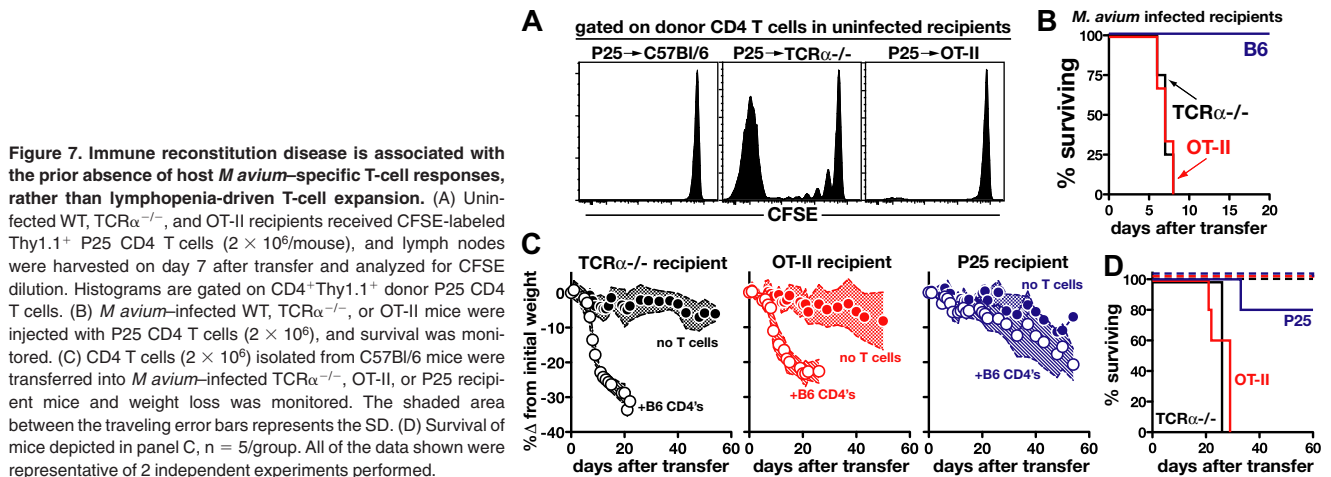 Figure 7. Immune reconstitution disease is associated with
the prior absence of host M avium–specific T-cell responses,
rather than lymphopenia-driven T-cell expansion. (A) Unin-
fected WT, TCRα−/−, and OT-II recipients received CFSE-labeled
Thy1.1+ P25 CD4 T cells (2 × 10⁶/mouse), and lymph nodes
were harvested on day 7 after transfer and analyzed for CFSE
dilution. Histograms are gated on CD4+Thy1.1+ donor P25 CD4
T cells. (B) M avium–infected WT, TCRα−/−, or OT-II mice were
injected with P25 CD4 T cells (2 × 10⁶), and survival was moni-
tored. (C) CD4 T cells (2 × 10⁶) isolated from C57Bl/6 mice were
transferred into M avium–infected TCRα−/−, OT-II, or P25 recipi-
ent mice and weight loss was monitored. The shaded area
between the traveling error bars represents the SD. (D) Survival of
mice depicted in panel C, n = 5/group. All of the data shown were
representative of 2 independent experiments performed.
A
gated on donor CD4 T cells in uninfected recipients
P25→C57Bl/6 P25→TCRα-/- P25→OT-II
CFSE
B
M. avium infected recipients
% surviving
100
75
50
25
B6
TCRα-/-
OT-II
0 5 10 15 20
days after transfer
C
% Δ from initial weight
TCRα-/- recipient
0
-10
-20
-30
-40
no T cells
+B6 CD4's
0 20 40 60
days after transfer
OT-II recipient
no T cells
+B6 CD4's
0 20 40 60
days after transfer
P25 recipient
no T cells
+B6 CD4's
0 20 40 60
days after transfer
D
% surviving
100
80
60
40
20
0
P25
OT-II
TCRα-/-
0 20 40 60
days after transfer